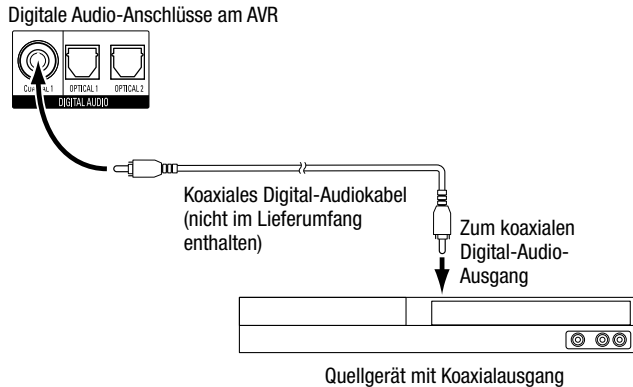 Digitale Audio-Anschlüsse am AVR
OPTICAL 1
OPTICAL 2
DIGITAL AUDIO
Koaxiales Digital-Audiokabel
(nicht im Lieferumfang
enthalten)
Zum koaxialen
Digital-Audio-
Ausgang
Quellgerät mit Koaxialausgang